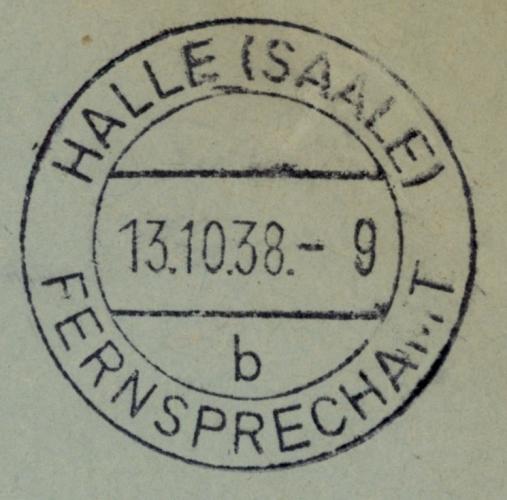 HALLE (SAALE)
13.10.38.- 9
b
FERNSPRECHAMT